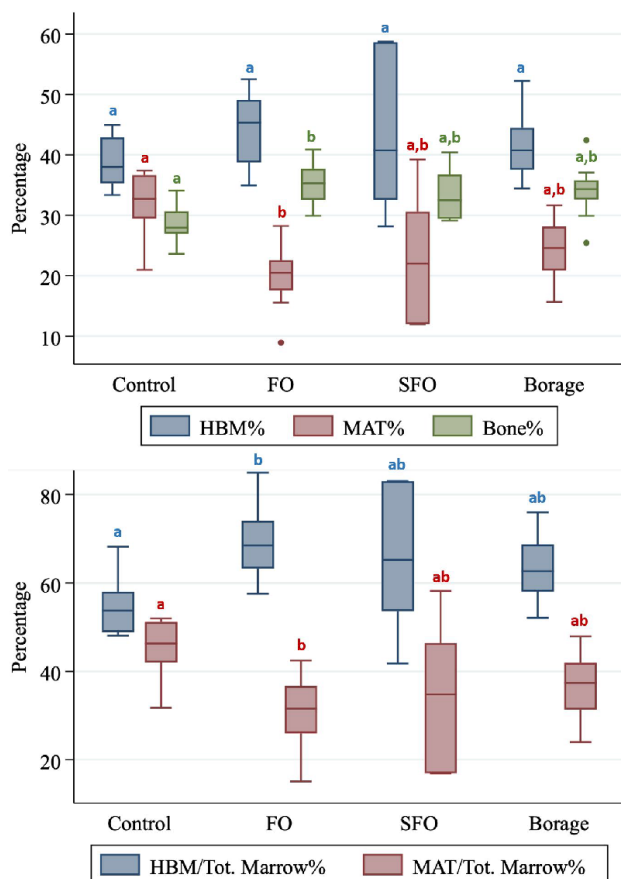 60
50
40
30
20
10
Percentage
a
a
a
a
b
b
a
a,b
a,b
a
a,b
a,b
Control FO SFO Borage
HBM% MAT% Bone%
80
60
40
20
Percentage
a
a
b
b
ab
ab
ab
ab
Control FO SFO Borage
HBM/Tot. Marrow% MAT/Tot. Marrow%